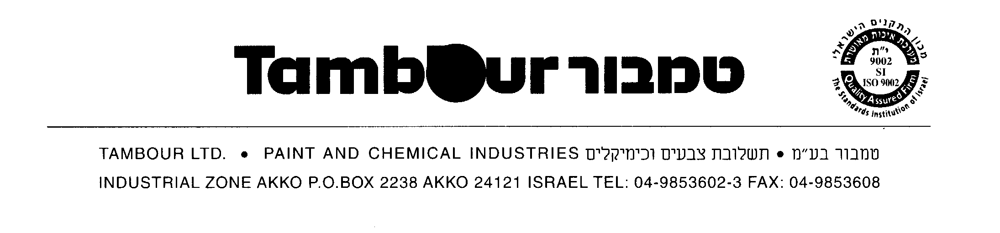 Tambour טמבור
מכון התקנים הישראלי
מערכת איכות מאושרת
ת"י
9002
SI
ISO 9002
Quality Assured Firm
The Standards Institution of Israel
TAMBOUR LTD. • PAINT AND CHEMICAL INDUSTRIES טמבור בע"מ • תשלובת צבעים וכימיקלים
INDUSTRIAL ZONE AKKO P.O.BOX 2238 AKKO 24121 ISRAEL TEL: 04-9853602-3 FAX: 04-9853608